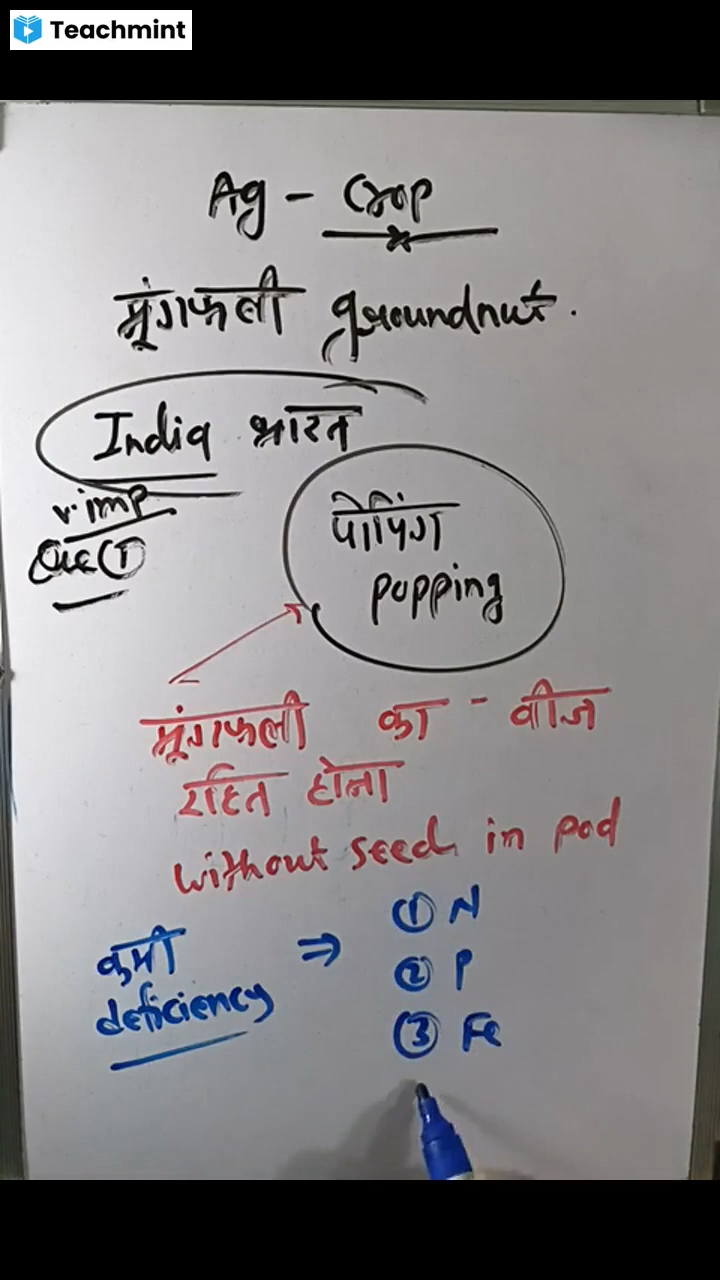 Teachmint
Ag - Crop
मूंगफली groundnut.
India भारत
v.imp
Que ①
पोपिंग
popping
मूंगफली का - बीज
रहित होना
without seed in pod
कमी ⇒ ① N
deficiency ② P
③ Fe